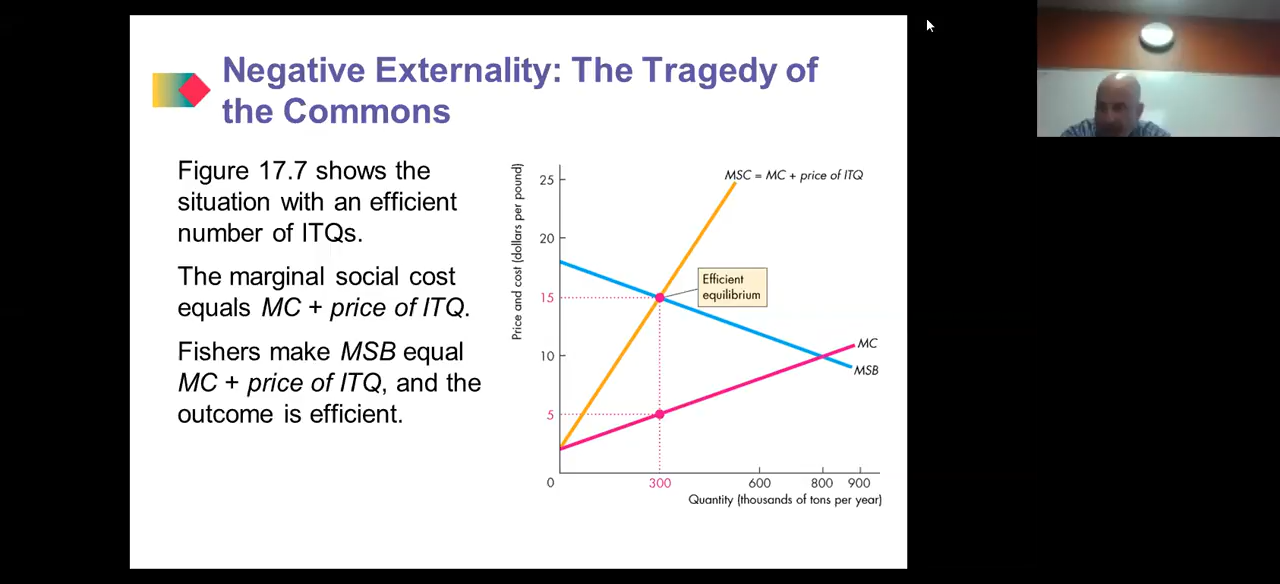 Negative Externality: The Tragedy of
the Commons
Figure 17.7 shows the
situation with an efficient
number of ITQs.
The marginal social cost
equals MC + price of ITQ.
Fishers make MSB equal
MC + price of ITQ, and the
outcome is efficient.
Price and cost (dollars per pound)
25
20
15
10
5
0
MSC = MC + price of ITQ
Efficient
equilibrium
MC
MSB
300
600
800
900
Quantity (thousands of tons per year)